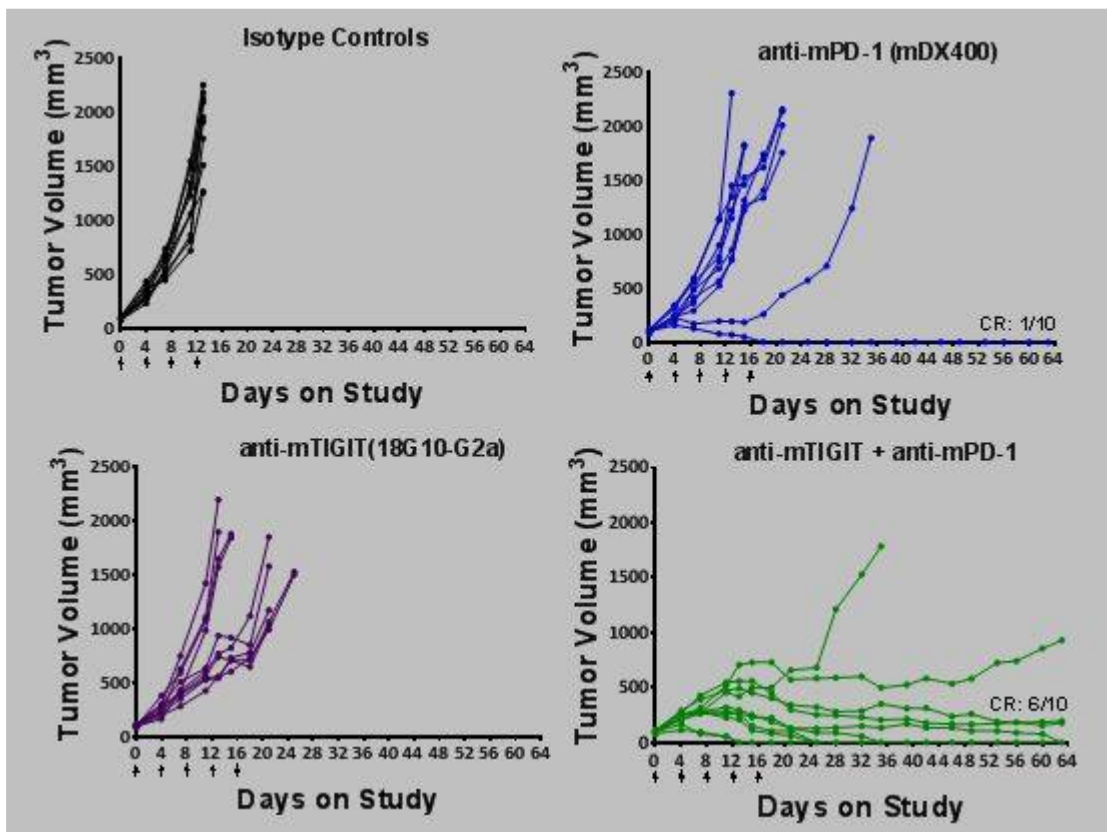 Isotype Controls
Tumor Volume (mm³)
2500
2000
1500
1000
500
0
0 4 8 12 16 20 24 28 32 36 40 44 48 52 56 60 64
Days on Study
anti-mPD-1 (mDX400)
Tumor Volume (mm³)
2500
2000
1500
1000
500
0
CR: 1/10
0 4 8 12 16 20 24 28 32 36 40 44 48 52 56 60 64
Days on Study
anti-mTIGIT(18G10-G2a)
Tumor Volume (mm³)
2500
2000
1500
1000
500
0
0 4 8 12 16 20 24 28 32 36 40 44 48 52 56 60 64
Days on Study
anti-mTIGIT + anti-mPD-1
Tumor Volume (mm³)
2500
2000
1500
1000
500
0
CR: 6/10
0 4 8 12 16 20 24 28 32 36 40 44 48 52 56 60 64
Days on Study